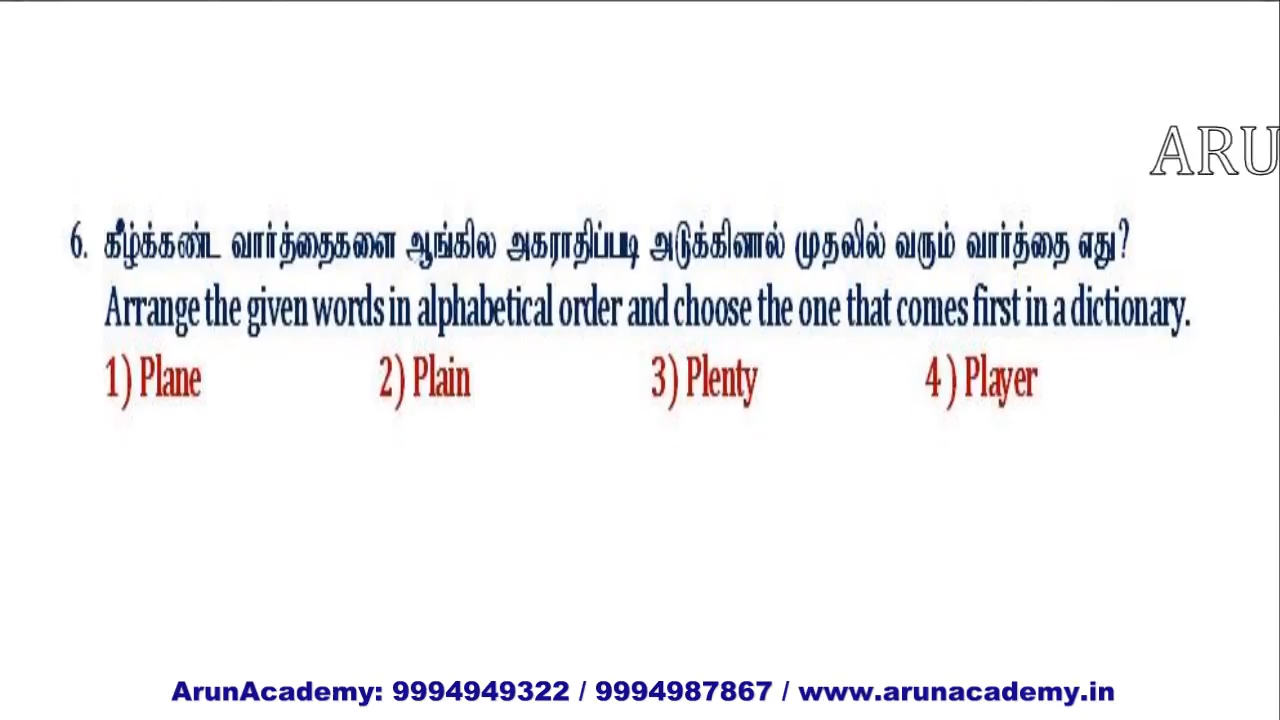 ARU
6. கீழ்க்கண்ட வார்த்தைகளை ஆங்கில அகராதிப்படி அடுக்கினால் முதலில் வரும் வார்த்தை எது?
Arrange the given words in alphabetical order and choose the one that comes first in a dictionary.
1) Plane 2) Plain 3) Plenty 4 ) Player
ArunAcademy: 9994949322 / 9994987867 / www.arunacademy.in